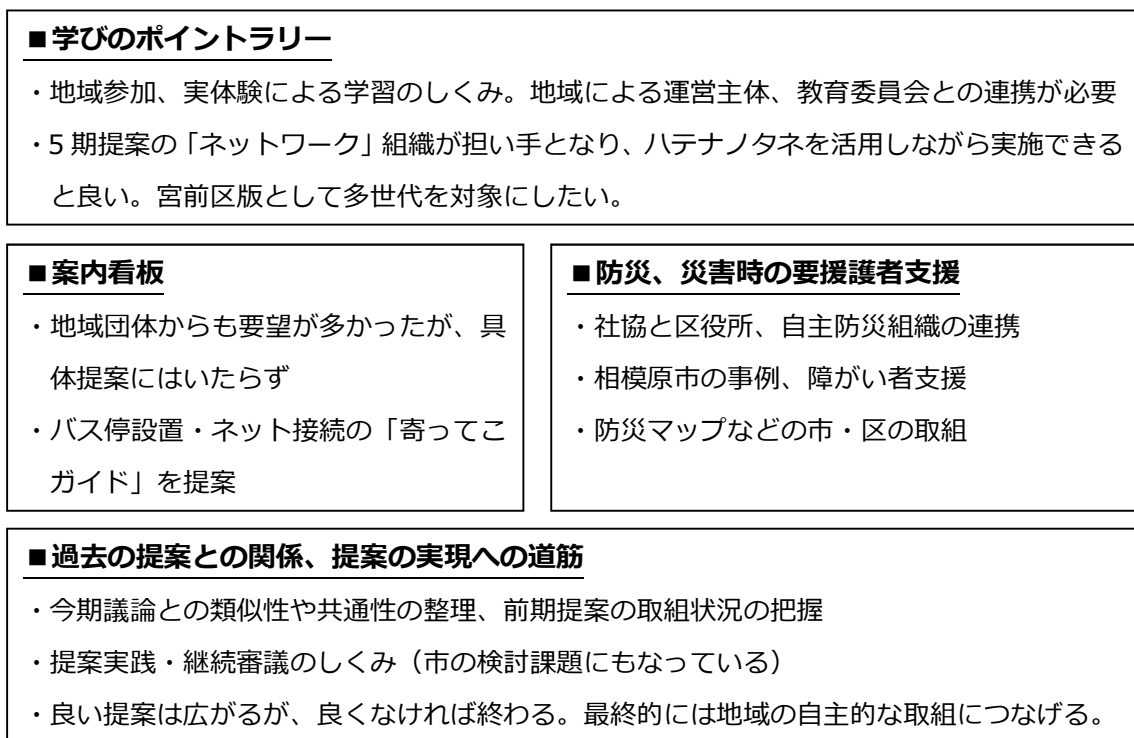 ■学びのポイントラリー
・地域参加、実体験による学習のしくみ。地域による運営主体、教育委員会との連携が必要
・5 期提案の「ネットワーク」組織が担い手となり、ハテナノタネを活用しながら実施できる
と良い。宮前区版として多世代を対象にしたい。
■案内看板
・地域団体からも要望が多かったが、具
体提案にはいたらず
・バス停設置・ネット接続の「寄ってこ
ガイド」を提案
■防災、災害時の要援護者支援
・社協と区役所、自主防災組織の連携
・相模原市の事例、障がい者支援
・防災マップなどの市・区の取組
■過去の提案との関係、提案の実現への道筋
・今期議論との類似性や共通性の整理、前期提案の取組状況の把握
・提案実践・継続審議のしくみ（市の検討課題にもなっている）
・良い提案は広がるが、良くなければ終わる。最終的には地域の自主的な取組につなげる。